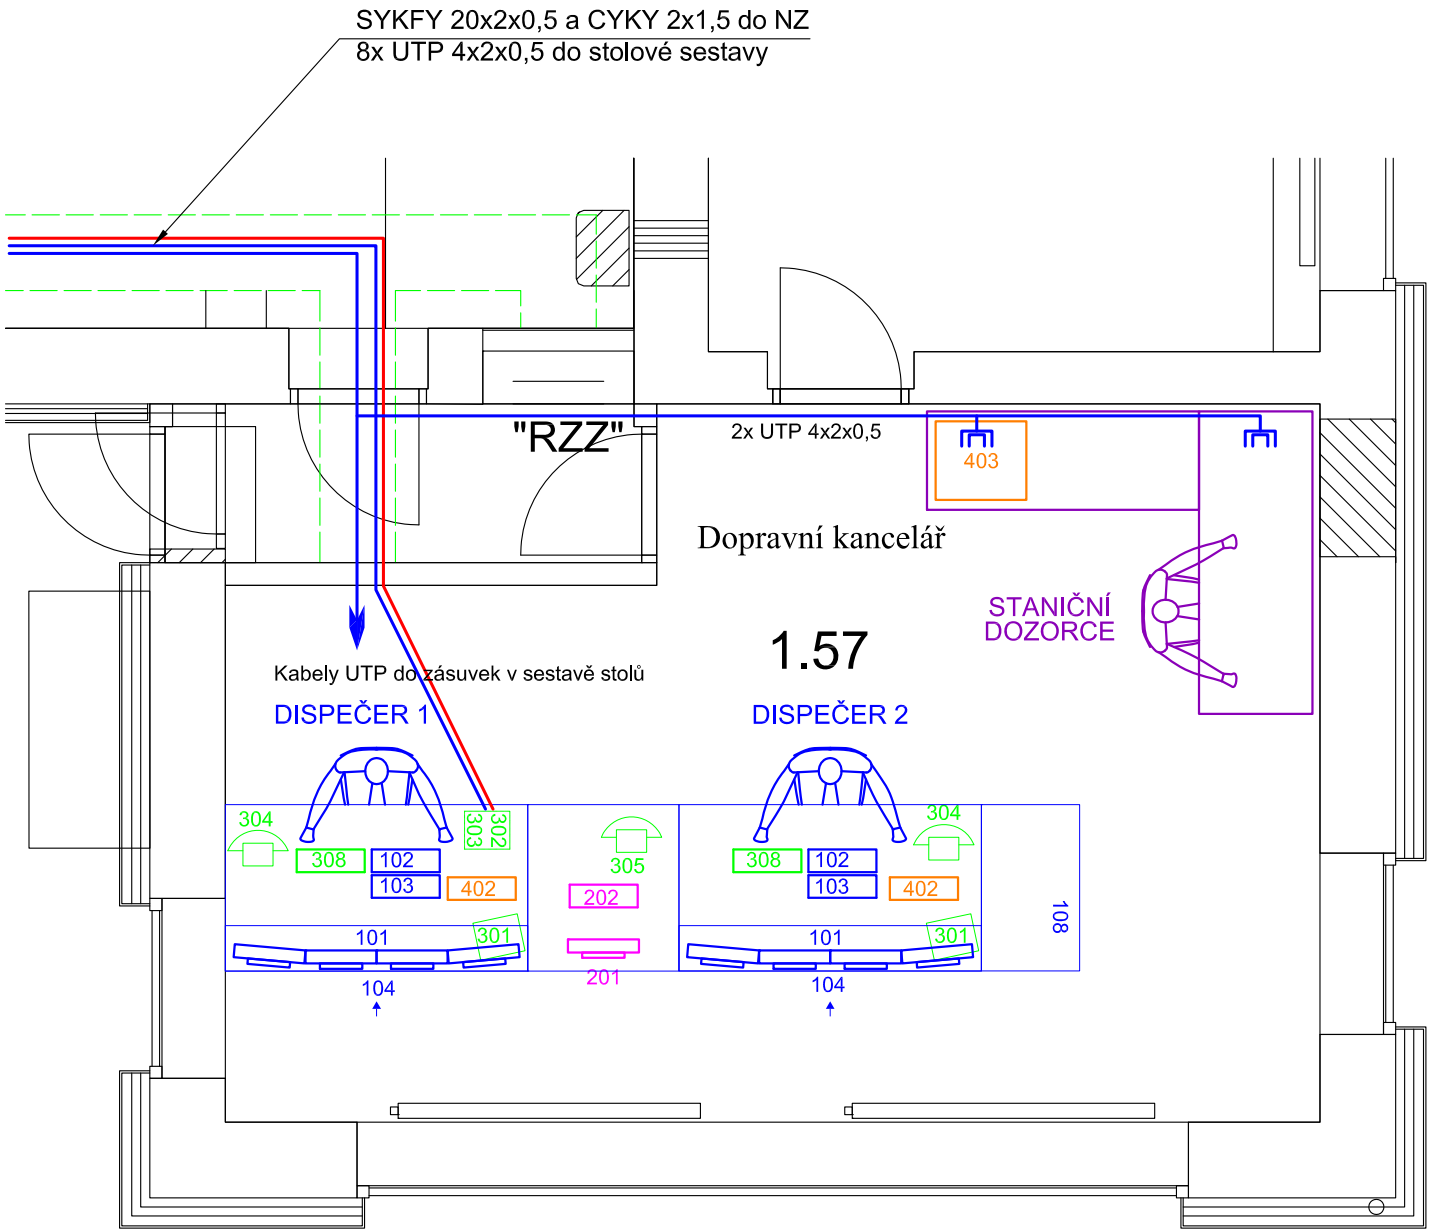 SYKFY 20x2x0,5 a CYKY 2x1,5 do NZ
8x UTP 4x2x0,5 do stolové sestavy
"RZZ"
2x UTP 4x2x0,5
403
Dopravní kancelář
STANIČNÍ
DOZORCE
1.57
Kabely UTP do zásuvek v sestavě stolů
DISPEČER 1
DISPEČER 2
304
303
302
304
308
102
305
308
102
103
402
202
103
402
108
101
301
101
301
201
104
104